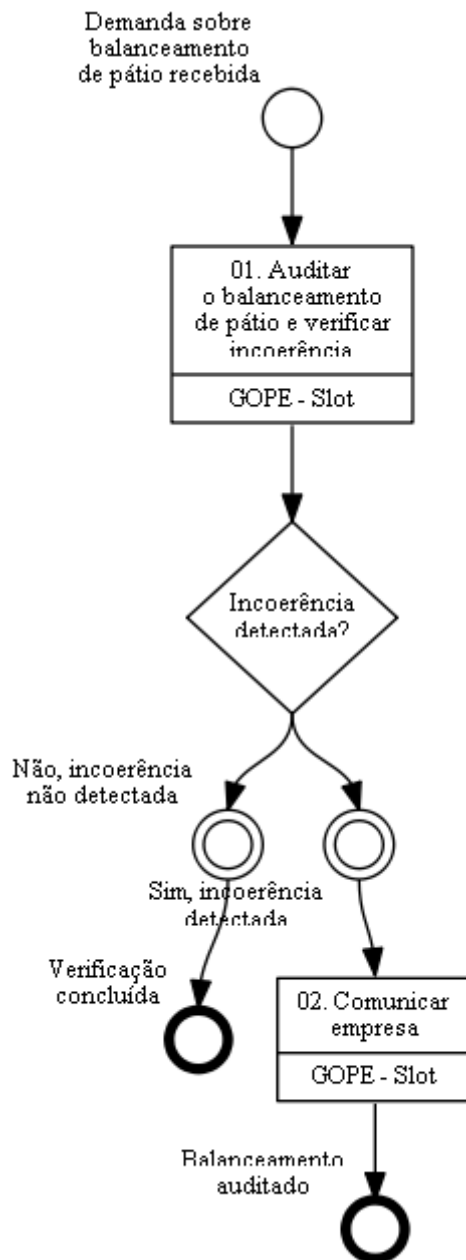 Demanda sobre
balanceamento
de pátio recebida
01. Auditar
o balanceamento
de pátio e verificar
incoerência
GOPE - Slot
Incoerência
detectada?
Não, incoerência
não detectada
Sim, incoerência
detectada
Verificação
concluída
02. Comunicar
empresa
GOPE - Slot
Balanceamento
auditado